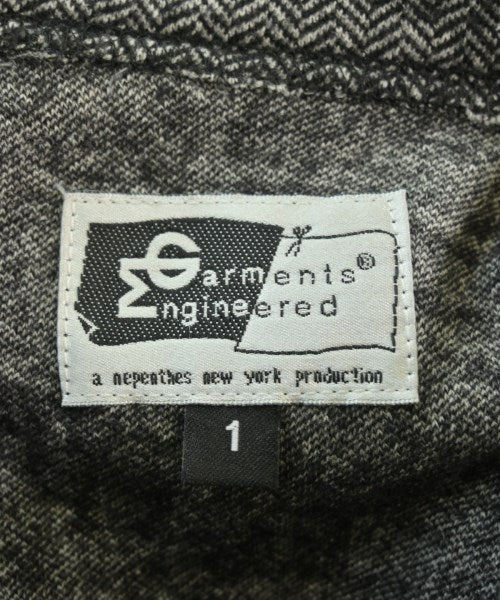 Garments®
Engineered
a nepenthes new york production
1